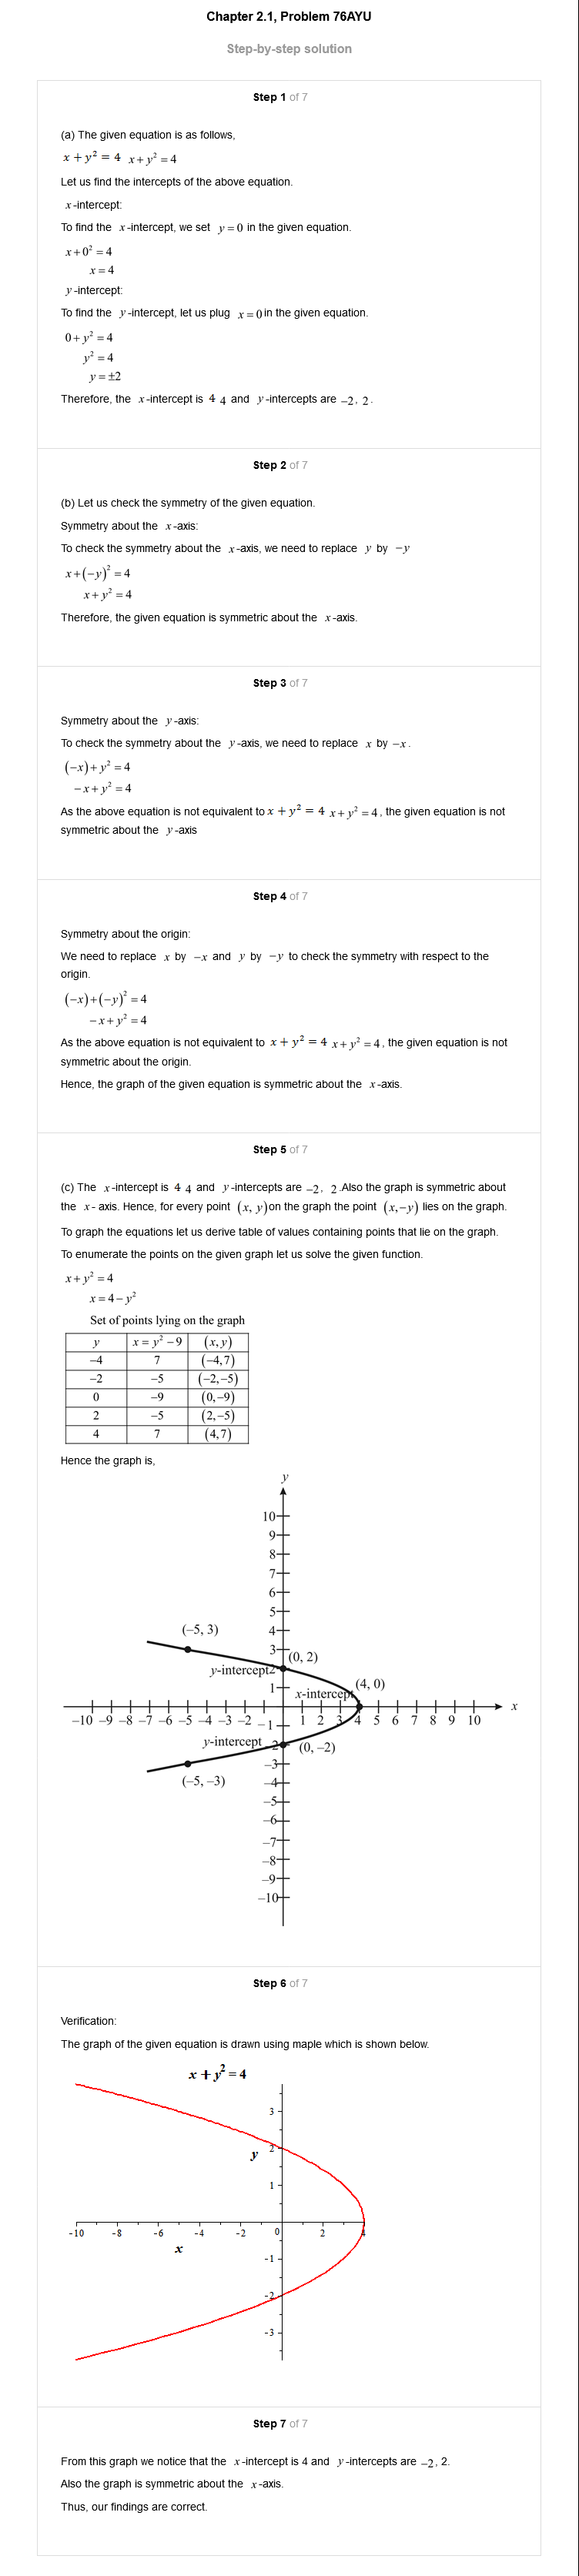 Chapter 2.1, Problem 76AYU
Step-by-step solution
Step 1 of 7
(a) The given equation is as follows,
x + y² = 4 x + y² = 4
Let us find the intercepts of the above equation.
x-intercept:
To find the x-intercept, we set y = 0 in the given equation.
x + 0² = 4
x = 4
y-intercept:
To find the y-intercept, let us plug x = 0 in the given equation.
0 + y² = 4
y² = 4
y = ±2
Therefore, the x-intercept is 4 4 and y-intercepts are −2, 2.
Step 2 of 7
(b) Let us check the symmetry of the given equation.
Symmetry about the x-axis:
To check the symmetry about the x-axis, we need to replace y by −y
x + (−y)² = 4
x + y² = 4
Therefore, the given equation is symmetric about the x-axis.
Step 3 of 7
Symmetry about the y-axis:
To check the symmetry about the y-axis, we need to replace x by −x.
(−x) + y² = 4
−x + y² = 4
As the above equation is not equivalent to x + y² = 4 x + y² = 4, the given equation is not
symmetric about the y-axis
Step 4 of 7
Symmetry about the origin:
We need to replace x by −x and y by −y to check the symmetry with respect to the
origin.
(−x) + (−y)² = 4
−x + y² = 4
As the above equation is not equivalent to x + y² = 4 x + y² = 4, the given equation is not
symmetric about the origin.
Hence, the graph of the given equation is symmetric about the x-axis.
Step 5 of 7
(c) The x-intercept is 4 4 and y-intercepts are −2, 2.Also the graph is symmetric about
the x- axis. Hence, for every point (x, y) on the graph the point (x, −y) lies on the graph.
To graph the equations let us derive table of values containing points that lie on the graph.
To enumerate the points on the given graph let us solve the given function.
x + y² = 4
x = 4 − y²
Set of points lying on the graph
y x = y² − 9 (x, y)
−4 7 (−4, 7)
−2 −5 (−2, −5)
0 −9 (0, −9)
2 −5 (2, −5)
4 7 (4, 7)
Hence the graph is,
y
10
9
8
7
6
5
(−5, 3) 4
3
(0, 2)
y-intercept 2
(4, 0)
1 x-intercept
x
−10 −9 −8 −7 −6 −5 −4 −3 −2 −1 1 2 3 4 5 6 7 8 9 10
y-intercept −2 (0, −2)
−3
(−5, −3) −4
−5
−6
−7
−8
−9
−10
Step 6 of 7
Verification:
The graph of the given equation is drawn using maple which is shown below.
x + y² = 4
3
2
y
1
-10 -8 -6 -4 -2 0 2 4
x
-1
-2
-3
Step 7 of 7
From this graph we notice that the x-intercept is 4 and y-intercepts are −2, 2.
Also the graph is symmetric about the x-axis.
Thus, our findings are correct.